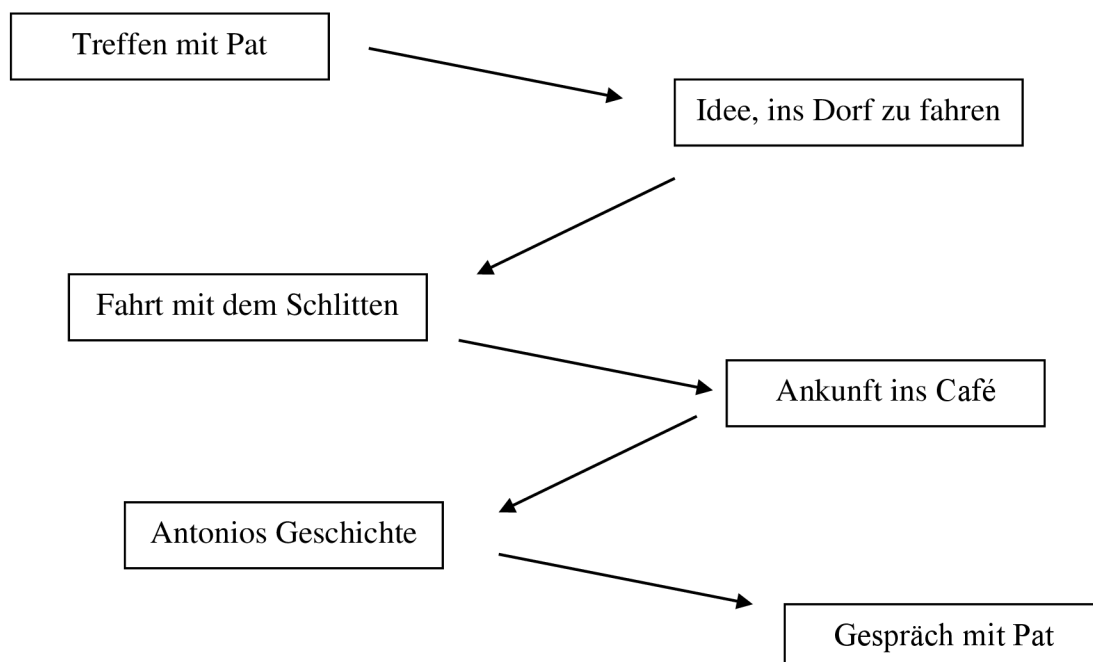 Treffen mit Pat
Idee, ins Dorf zu fahren
Fahrt mit dem Schlitten
Ankunft ins Café
Antonios Geschichte
Gespräch mit Pat